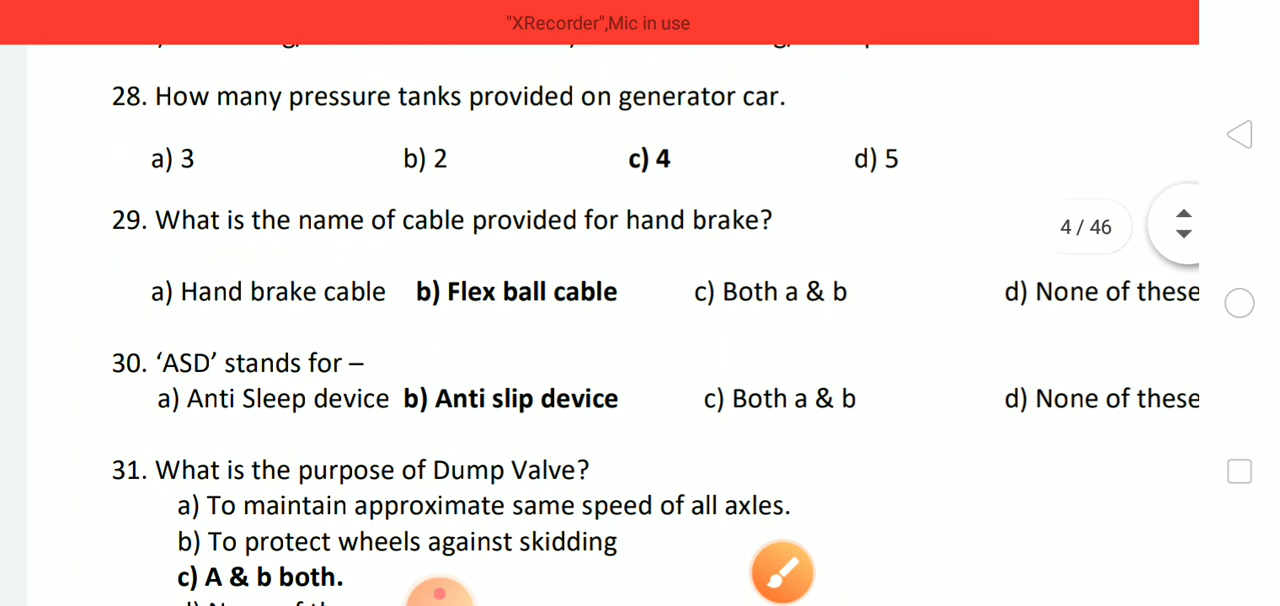 "XRecorder",Mic in use
28. How many pressure tanks provided on generator car.
a) 3 b) 2 c) 4 d) 5
29. What is the name of cable provided for hand brake?
4 / 46
a) Hand brake cable b) Flex ball cable c) Both a & b d) None of these
30. ‘ASD’ stands for –
a) Anti Sleep device b) Anti slip device c) Both a & b d) None of these
31. What is the purpose of Dump Valve?
a) To maintain approximate same speed of all axles.
b) To protect wheels against skidding
c) A & b both.